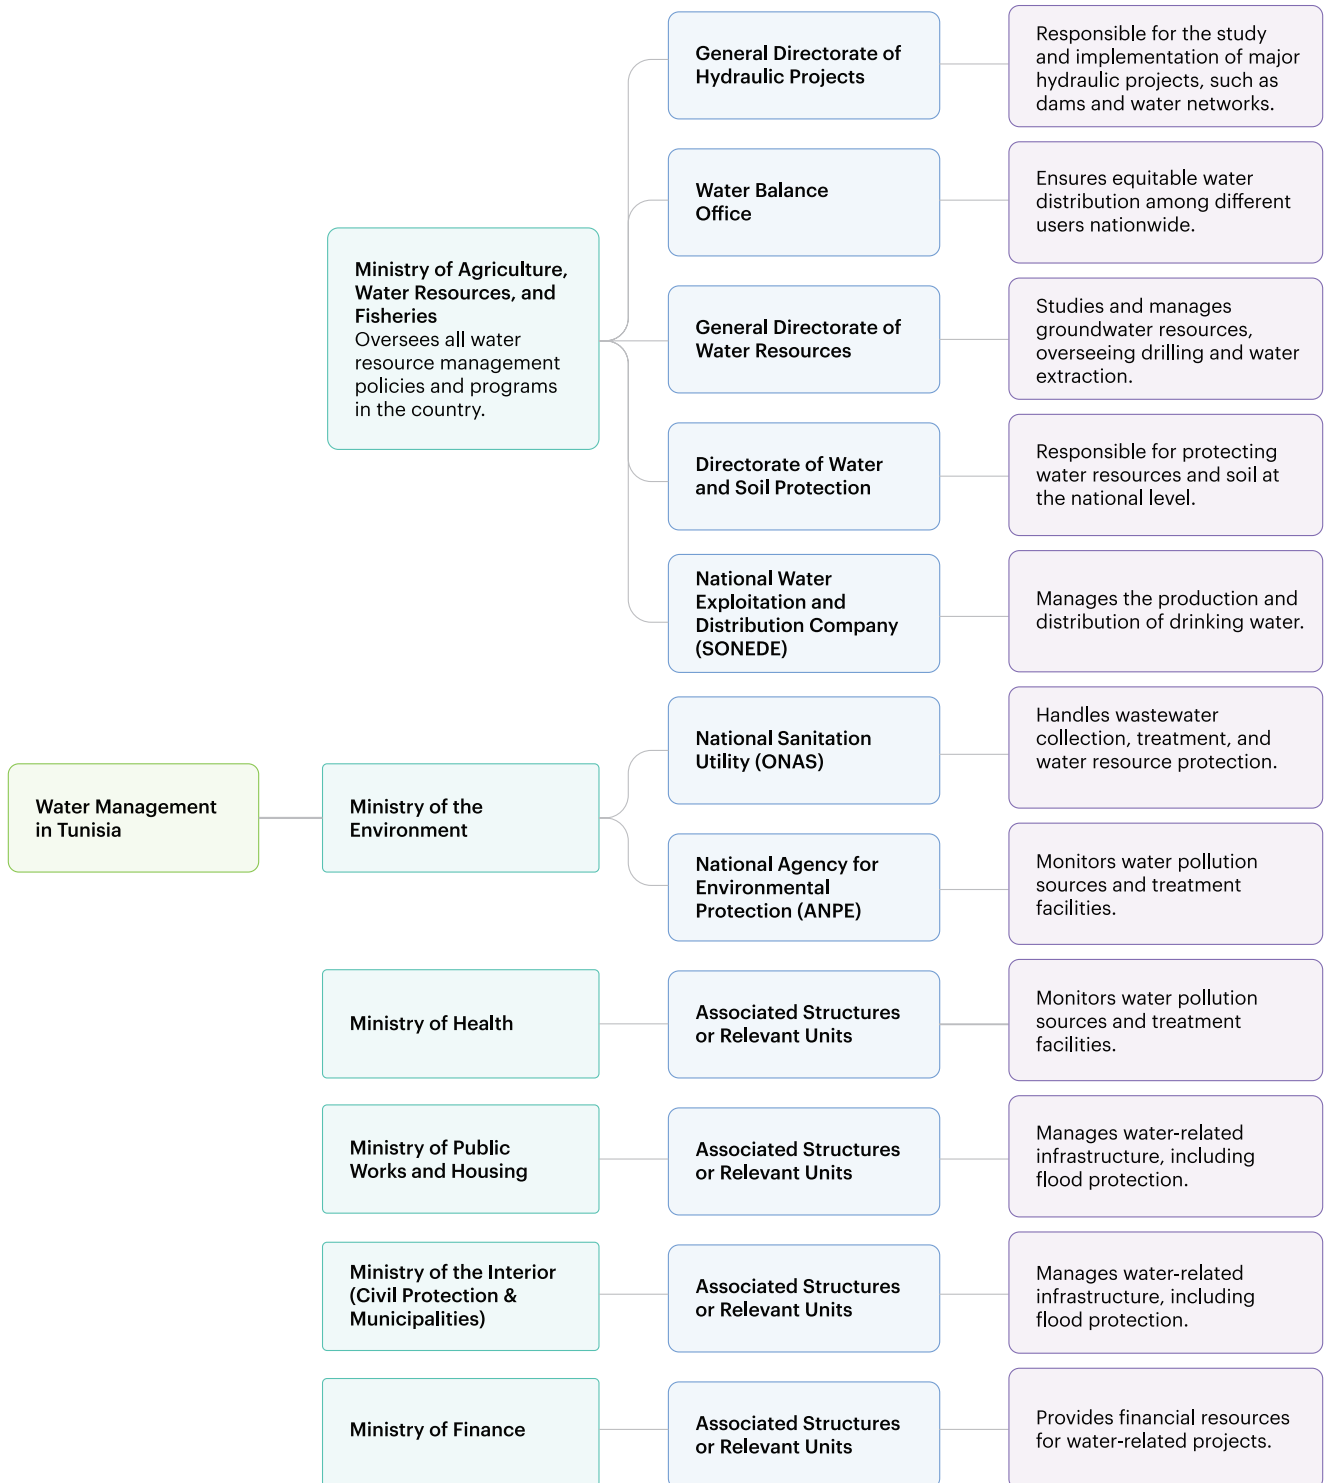 General Directorate of
Hydraulic Projects
Responsible for the study
and implementation of major
hydraulic projects, such as
dams and water networks.
Water Balance
Office
Ensures equitable water
distribution among different
users nationwide.
Ministry of Agriculture,
Water Resources, and
Fisheries
Oversees all water
resource management
policies and programs
in the country.
General Directorate of
Water Resources
Studies and manages
groundwater resources,
overseeing drilling and water
extraction.
Directorate of Water
and Soil Protection
Responsible for protecting
water resources and soil at
the national level.
National Water
Exploitation and
Distribution Company
(SONEDE)
Manages the production and
distribution of drinking water.
Water Management
in Tunisia
Ministry of the
Environment
National Sanitation
Utility (ONAS)
Handles wastewater
collection, treatment, and
water resource protection.
National Agency for
Environmental
Protection (ANPE)
Monitors water pollution
sources and treatment
facilities.
Ministry of Health
Associated Structures
or Relevant Units
Monitors water pollution
sources and treatment
facilities.
Ministry of Public
Works and Housing
Associated Structures
or Relevant Units
Manages water-related
infrastructure, including
flood protection.
Ministry of the Interior
(Civil Protection &
Municipalities)
Associated Structures
or Relevant Units
Manages water-related
infrastructure, including
flood protection.
Ministry of Finance
Associated Structures
or Relevant Units
Provides financial resources
for water-related projects.